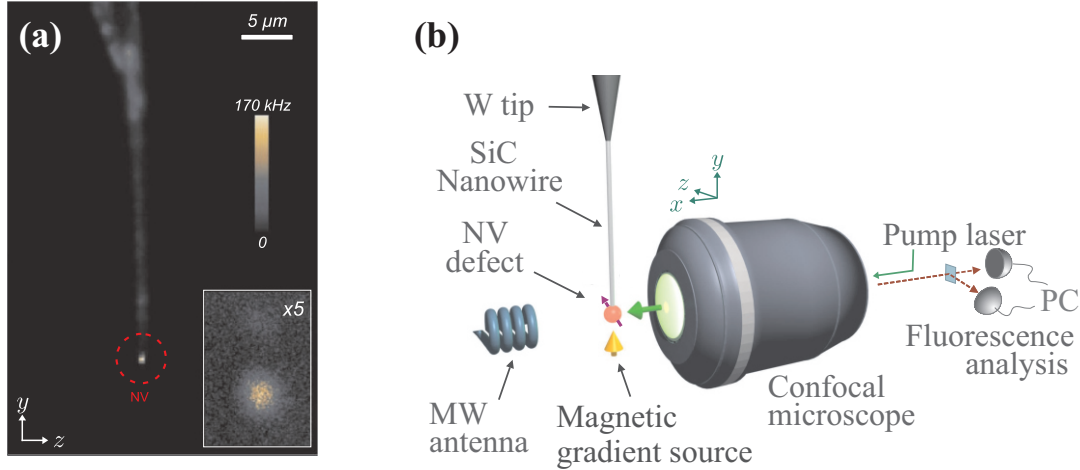 (a)
5 μm
170 kHz
0
x5
NV
y
z
(b)
W tip
SiC
Nanowire
NV
defect
y
z
x
Pump laser
PC
Fluorescence
analysis
Confocal
microscope
MW
antenna
Magnetic
gradient source